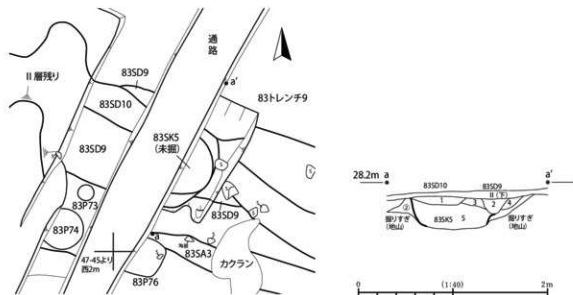 通路
83SD9
II層残り
83SD10
a'
83トレンチ9
83SK5
(未掘)
83SD9
83P73
83SD9
83P74
a
47-45より
西2m
83SA3
カクラン
83P76
28.2m
a
a'
83SD10
83SD9
II(下)
②
1
3
2
4
掘りすぎ
(地山)
83SK5
S
掘りすぎ
(地山)
0
(1:40)
2m